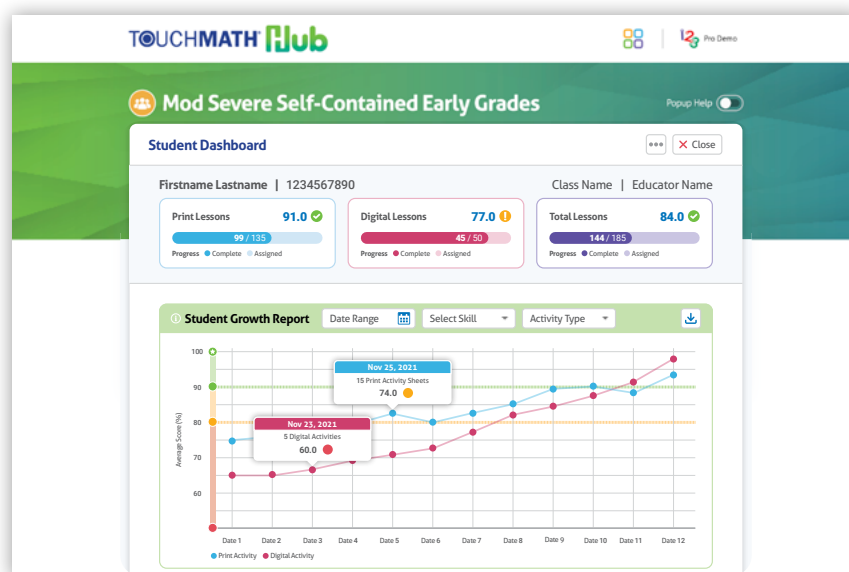 TOUCHMATH Hub
123 Pro Demo
Mod Severe Self-Contained Early Grades
Popup Help
Student Dashboard
Close
Firstname Lastname | 1234567890
Class Name | Educator Name
Print Lessons 91.0
99 / 135
Progress Complete Assigned
Digital Lessons 77.0
45 / 50
Progress Complete Assigned
Total Lessons 84.0
144 / 185
Progress Complete Assigned
Student Growth Report
Date Range
Select Skill
Activity Type
Average Score (%)
100
90
80
70
60
Nov 25, 2021
15 Print Activity Sheets
74.0
Nov 23, 2021
5 Digital Activities
60.0
Date 1 Date 2 Date 3 Date 4 Date 5 Date 6 Date 7 Date 8 Date 9 Date 10 Date 11 Date 12
Print Activity Digital Activity